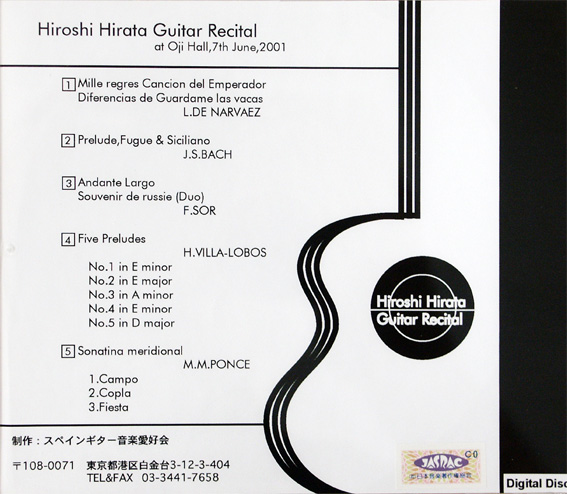 Hiroshi Hirata Guitar Recital
at Oji Hall,7th June,2001
1 Mille regres Cancion del Emperador
Diferencias de Guardame las vacas
L.DE NARVAEZ
2 Prelude,Fugue & Siciliano
J.S.BACH
3 Andante Largo
Souvenir de russie (Duo)
F.SOR
4 Five Preludes
H.VILLA-LOBOS
No.1 in E minor
No.2 in E major
No.3 in A minor
No.4 in E minor
No.5 in D major
5 Sonatina meridional
M.M.PONCE
1.Campo
2.Copla
3.Fiesta
Hiroshi Hirata
Guitar Recital
制作：スペインギター音楽愛好会
〒108-0071 東京都港区白金台3-12-3-404
TEL&FAX 03-3441-7658
JASRAC
Digital Disc